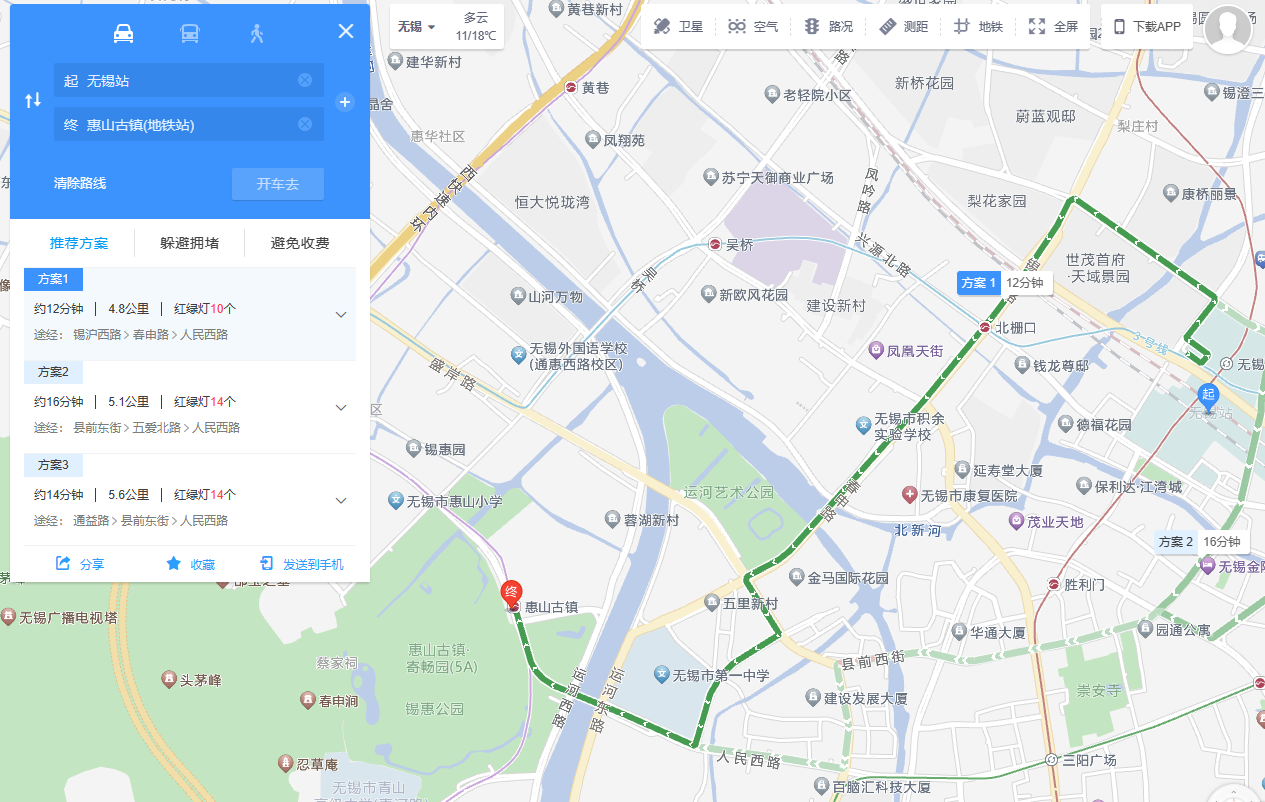 起 无锡站
终 惠山古镇(地铁站)
清除路线
开车去
推荐方案
躲避拥堵
避免收费
方案1
约12分钟 | 4.8公里 | 红绿灯10个
途经: 锡沪西路>春申路>人民西路
方案2
约16分钟 | 5.1公里 | 红绿灯14个
途经: 县前东街>五爱北路>人民西路
方案3
约14分钟 | 5.6公里 | 红绿灯14个
途经: 通益路>县前东街>人民西路
分享
收藏
发送到手机
无锡
多云
11/18℃
卫星
空气
路况
测距
地铁
全屏
下载APP
黄巷新村
建华新村
黄巷
老轻院小区
新桥花园
蔚蓝观邸
锡澄三
梨庄村
惠华社区
凤翔苑
西
快速内环
苏宁天御商业广场
凤吟路
恒大悦珑湾
梨花家园
康桥丽景
吴桥
吴桥
兴源北路
世茂首府
·天域景园
方案 1 12分钟
山河万物
新欧风花园
建设新村
北栅口
3号线
无锡外国语学校
(通惠西路校区)
凤凰天街
钱龙尊邸
无锡
盛岸路
起
无锡站
无锡市积余
实验学校
德福花园
锡惠园
延寿堂大厦
保利达·江湾城
无锡市惠山小学
运河艺术公园
春申路
无锡市康复医院
蓉湖新村
北新河
茂业天地
方案 2 16分钟
无锡金陵
金马国际花园
胜利门
终
惠山古镇
五里新村
无锡广播电视塔
华通大厦
圆通公寓
惠山古镇·
寄畅园(5A)
蔡家祠
县前西街
头茅峰
无锡市第一中学
崇安寺
春申涧
锡惠公园
运河西路
运河东路
建设发展大厦
人民西路
三阳广场
忍草庵
无锡市青山
百脑汇科技大厦